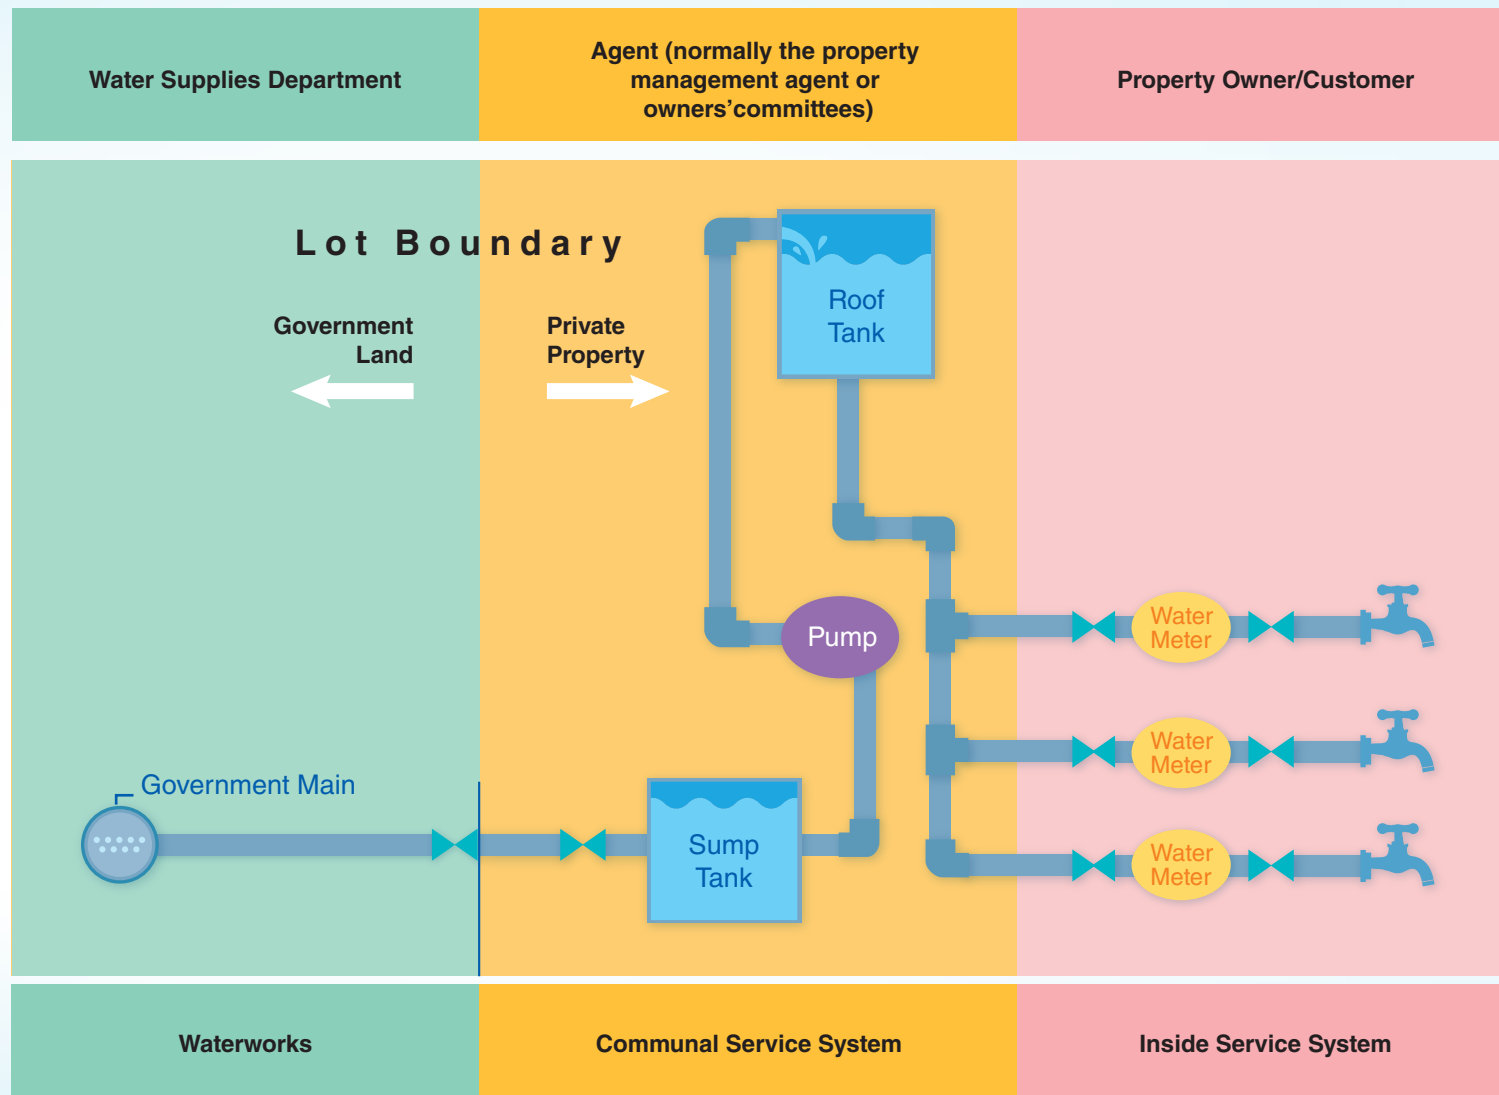 Water Supplies Department
Agent (normally the property
management agent or
owners'committees)
Property Owner/Customer
Lot Boundary
Government
Land
Private
Property
Roof
Tank
Pump
Water
Meter
Water
Meter
Government Main
Sump
Tank
Water
Meter
Waterworks
Communal Service System
Inside Service System